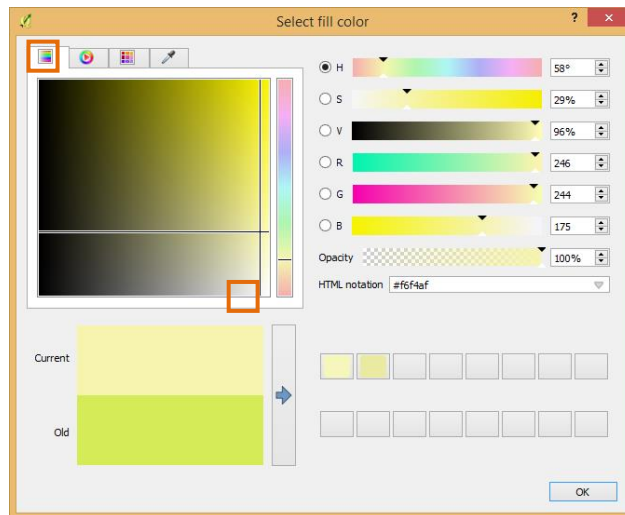 Select fill color
?
H 58°
S 29%
V 96%
R 246
G 244
B 175
Opacity 100%
HTML notation #f6f4af
Current
Old
OK